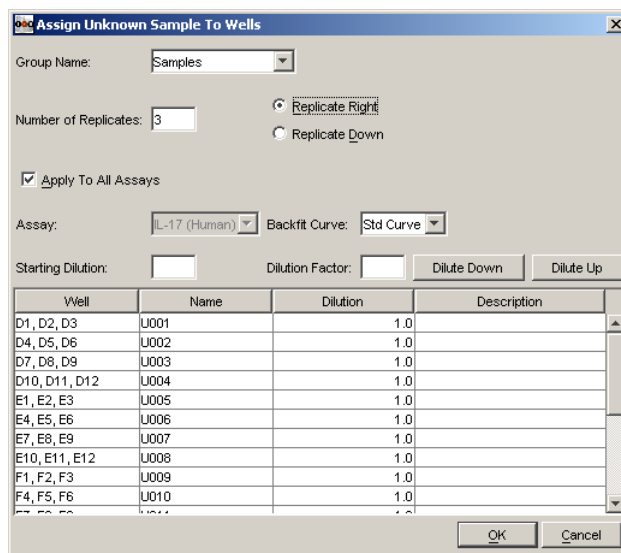 Assign Unknown Sample To Wells
Group Name: Samples
Number of Replicates: 3
Replicate Right
Replicate Down
Apply To All Assays
Assay: IL-17 (Human) Backfit Curve: Std Curve
Starting Dilution: Dilution Factor: Dilute Down Dilute Up
Well Name Dilution Description
D1, D2, D3 U001 1.0
D4, D5, D6 U002 1.0
D7, D8, D9 U003 1.0
D10, D11, D12 U004 1.0
E1, E2, E3 U005 1.0
E4, E5, E6 U006 1.0
E7, E8, E9 U007 1.0
E10, E11, E12 U008 1.0
F1, F2, F3 U009 1.0
F4, F5, F6 U010 1.0
OK Cancel